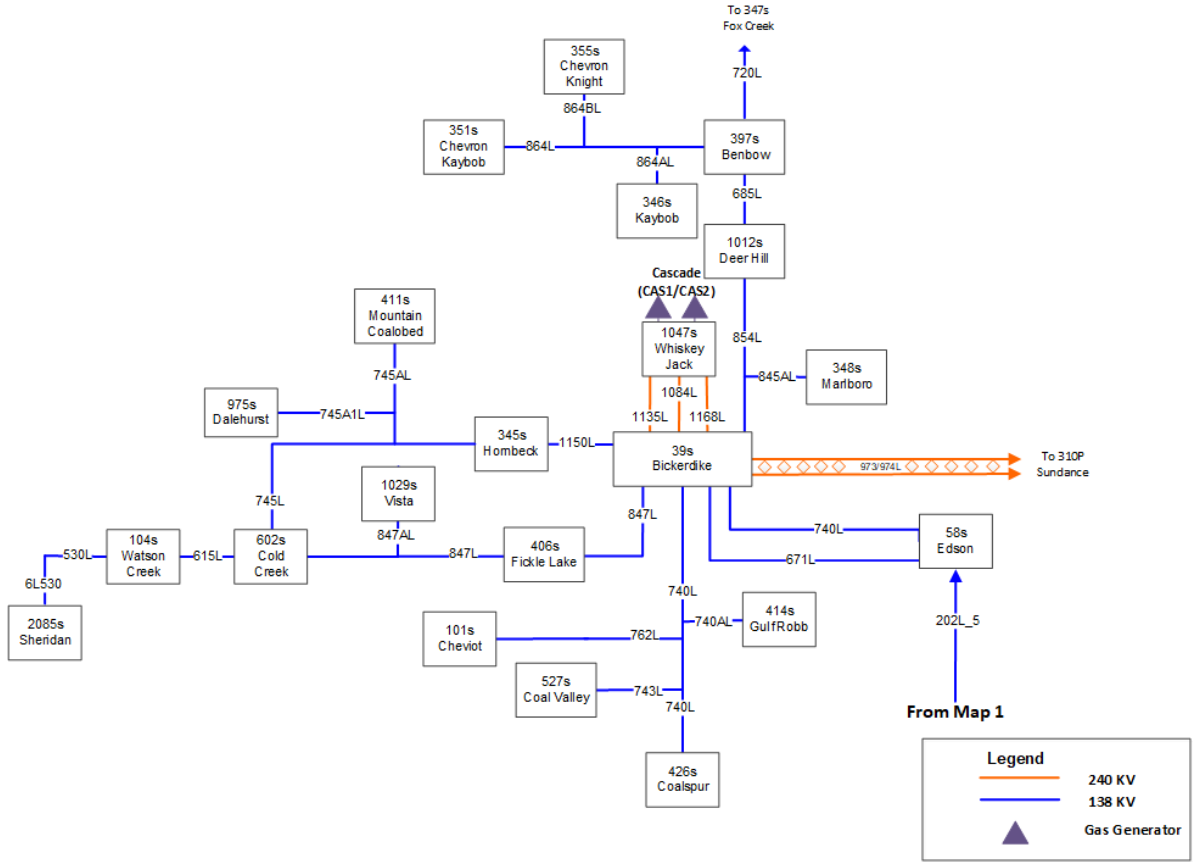 To 347s
Fox Creek
355s
Chevron
Knight
720L
864BL
351s
Chevron
Kaybob
864L
397s
Benbow
864AL
346s
Kaybob
685L
1012s
Deer Hill
Cascade
(CAS1/CAS2)
411s
Mountain
Coalobed
1047s
Whiskey
Jack
854L
745AL
348s
Marlboro
845AL
975s
Dalehurst
745A1L
1084L
1135L
1168L
345s
Hornbeck
1150L
39s
Bickerdike
973/974L
To 310P
Sundance
1029s
Vista
745L
847L
847AL
740L
58s
Edson
104s
Watson
Creek
602s
Cold
Creek
530L
615L
847L
406s
Fickle Lake
671L
6L530
2085s
Sheridan
740L
414s
Gulf Robb
740AL
101s
Cheviot
762L
202L_5
527s
Coal Valley
743L
740L
From Map 1
426s
Coalspur
Legend
240 KV
138 KV
Gas Generator